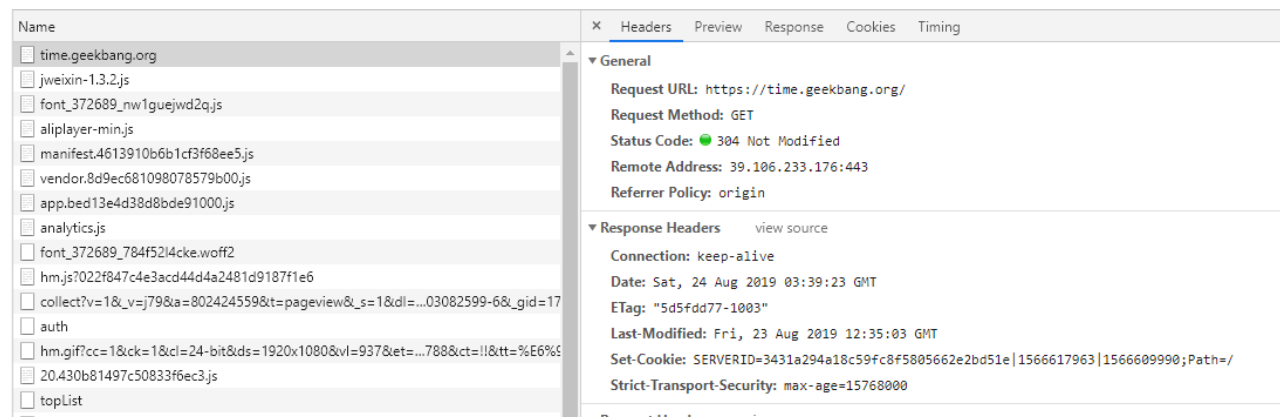 Name
time.geekbang.org
jweixin-1.3.2.js
font_372689_nw1guejwd2q.js
aliplayer-min.js
manifest.4613910b6b1cf3f68ee5.js
vendor.8d9ec681098078579b00.js
app.bed13e4d38d8bde91000.js
analytics.js
font_372689_784f52l4cke.woff2
hm.js?022f847c4e3acd44d4a2481d9187f1e6
collect?v=1&_v=j79&a=802424559&t=pageview&_s=1&dl=...03082599-6&_gid=17
auth
hm.gif?cc=1&ck=1&cl=24-bit&ds=1920x1080&vl=937&et=...788&ct=!!&tt=%E6%9
20.430b81497c50833f6ec3.js
topList
× Headers Preview Response Cookies Timing
▼ General
Request URL: https://time.geekbang.org/
Request Method: GET
Status Code: 304 Not Modified
Remote Address: 39.106.233.176:443
Referrer Policy: origin
▼ Response Headers view source
Connection: keep-alive
Date: Sat, 24 Aug 2019 03:39:23 GMT
ETag: "5d5fdd77-1003"
Last-Modified: Fri, 23 Aug 2019 12:35:03 GMT
Set-Cookie: SERVERID=3431a294a18c59fc8f5805662e2bd51e|1566617963|1566609990;Path=/
Strict-Transport-Security: max-age=15768000